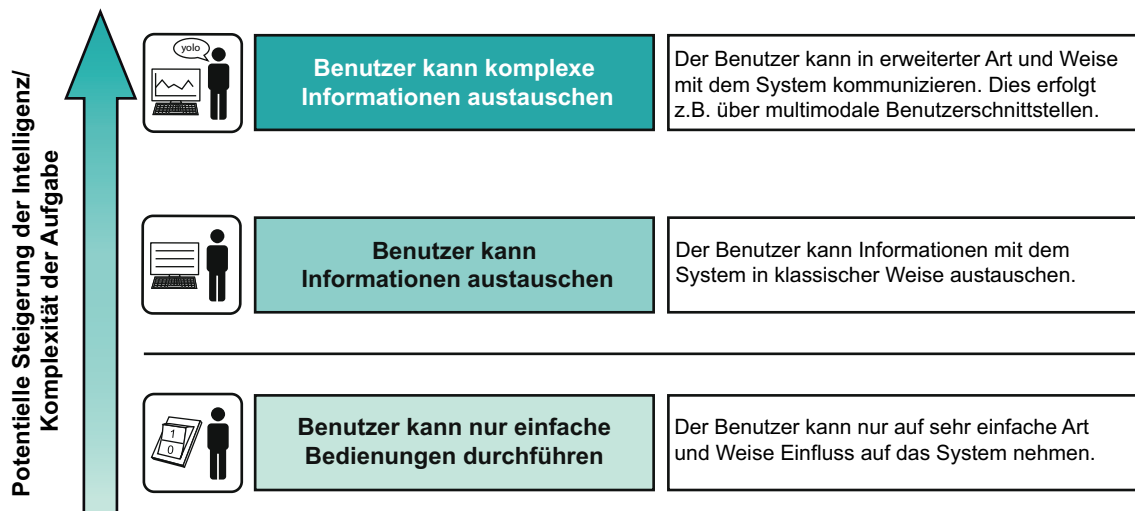 Potentielle Steigerung der Intelligenz/
Komplexität der Aufgabe
yolo
Benutzer kann komplexe
Informationen austauschen
Der Benutzer kann in erweiterter Art und Weise
mit dem System kommunizieren. Dies erfolgt
z.B. über multimodale Benutzerschnittstellen.
Benutzer kann
Informationen austauschen
Der Benutzer kann Informationen mit dem
System in klassischer Weise austauschen.
1
0
Benutzer kann nur einfache
Bedienungen durchführen
Der Benutzer kann nur auf sehr einfache Art
und Weise Einfluss auf das System nehmen.